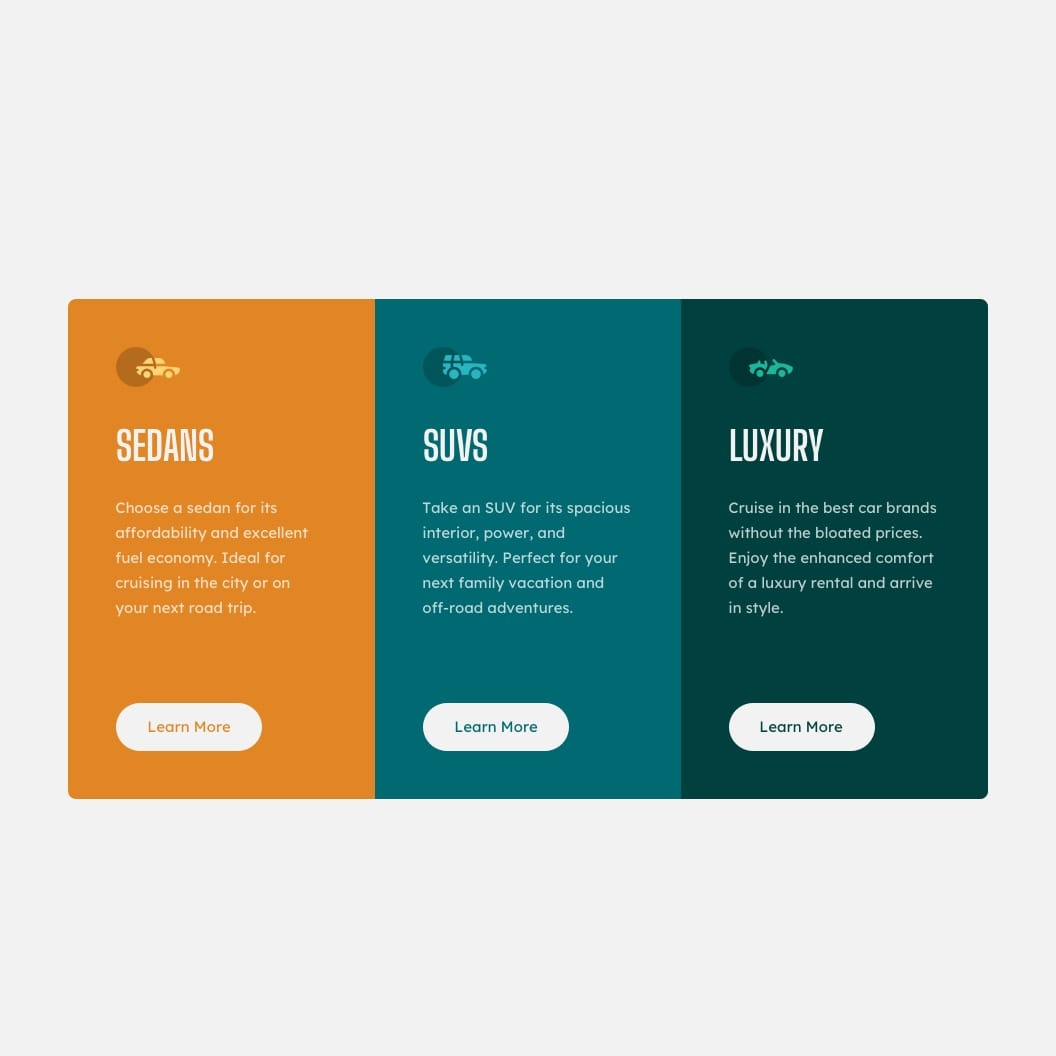 SEDANS
Choose a sedan for its
affordability and excellent
fuel economy. Ideal for
cruising in the city or on
your next road trip.
Learn More
SUVS
Take an SUV for its spacious
interior, power, and
versatility. Perfect for your
next family vacation and
off-road adventures.
Learn More
LUXURY
Cruise in the best car brands
without the bloated prices.
Enjoy the enhanced comfort
of a luxury rental and arrive
in style.
Learn More